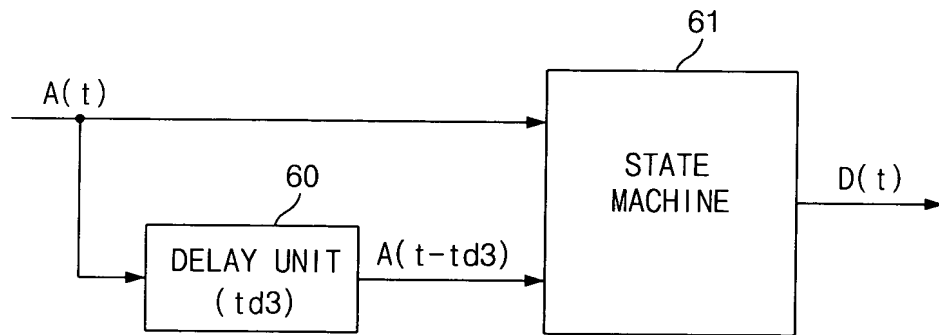 61
A(t)
STATE
MACHINE
D(t)
60
DELAY UNIT
(td3)
A(t-td3)